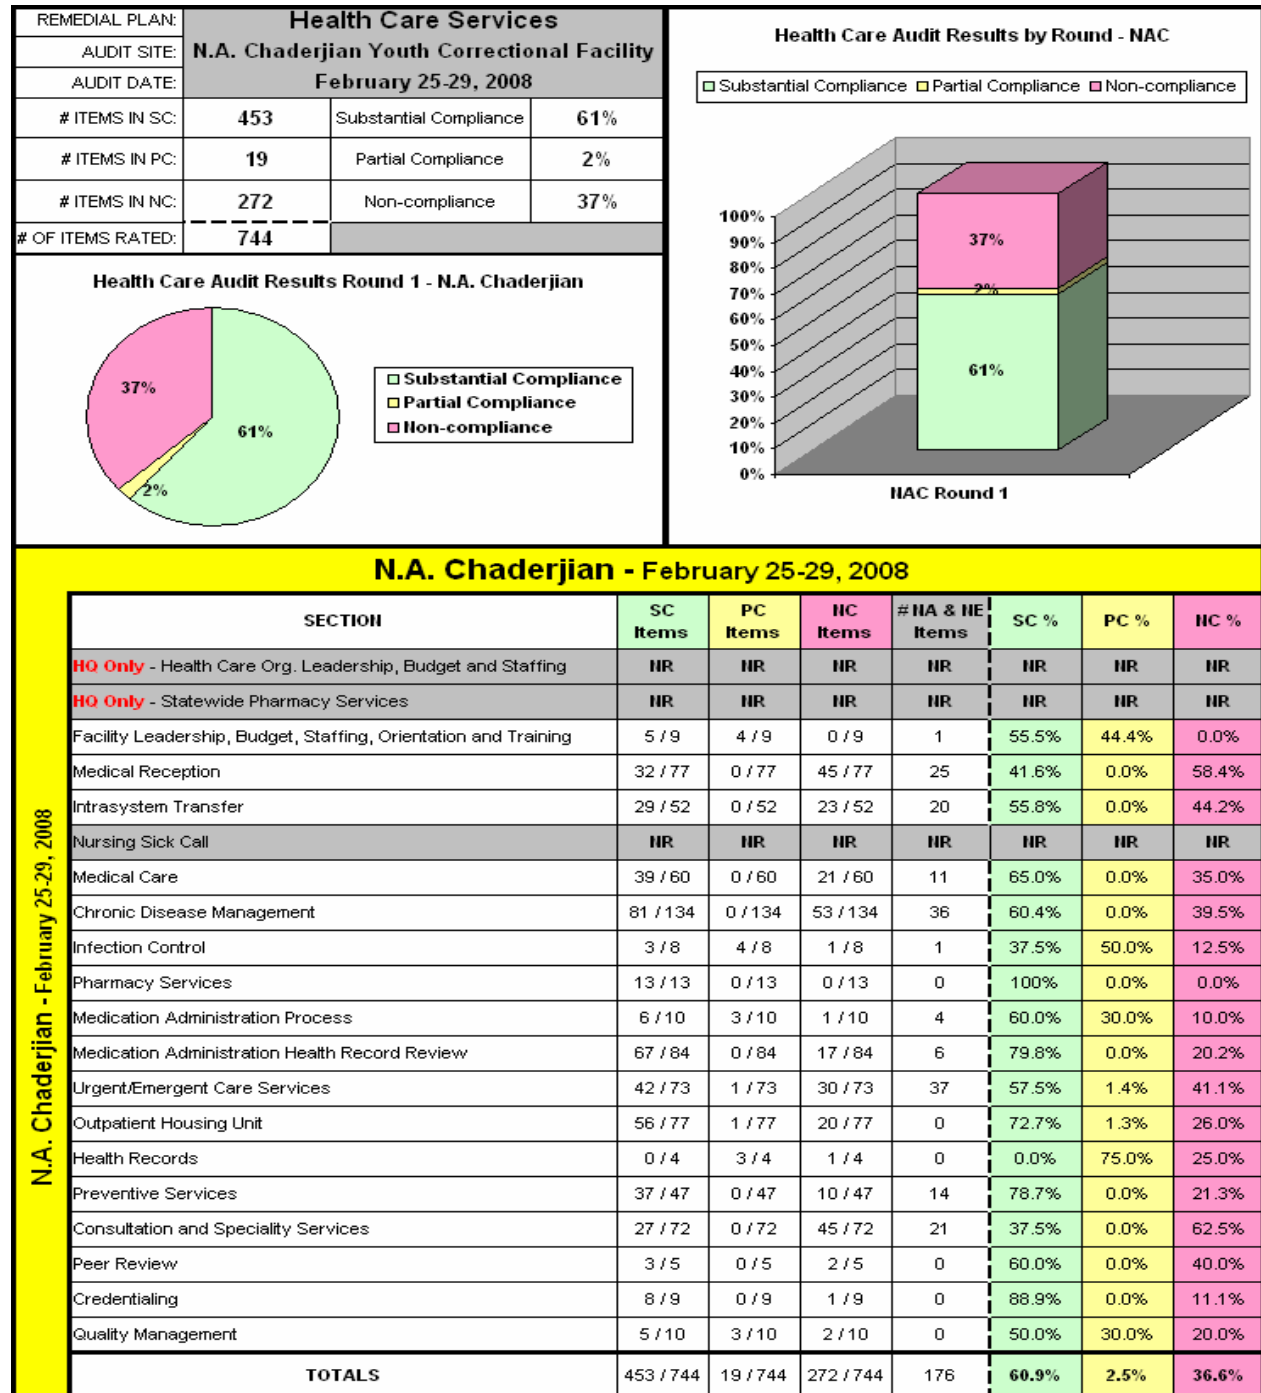 REMEDIAL PLAN: Health Care Services
AUDIT SITE: N.A. Chaderjian Youth Correctional Facility
AUDIT DATE: February 25-29, 2008
# ITEMS IN SC: 453 Substantial Compliance 61%
# ITEMS IN PC: 19 Partial Compliance 2%
# ITEMS IN NC: 272 Non-compliance 37%
# OF ITEMS RATED: 744
Health Care Audit Results Round 1 - N.A. Chaderjian
37%
61%
2%
Substantial Compliance
Partial Compliance
Non-compliance
Health Care Audit Results by Round - NAC
Substantial Compliance Partial Compliance Non-compliance
100%
90%
80%
70%
60%
50%
40%
30%
20%
10%
0%
37%
2%
61%
NAC Round 1
N.A. Chaderjian - February 25-29, 2008
N.A. Chaderjian - February 25-29, 2008
SECTION SC Items PC Items NC Items # NA & NE Items SC % PC % NC %
HQ Only - Health Care Org. Leadership, Budget and Staffing NR NR NR NR NR NR NR
HQ Only - Statewide Pharmacy Services NR NR NR NR NR NR NR
Facility Leadership, Budget, Staffing, Orientation and Training 5 / 9 4 / 9 0 / 9 1 55.5% 44.4% 0.0%
Medical Reception 32 / 77 0 / 77 45 / 77 25 41.6% 0.0% 58.4%
Intrasystem Transfer 29 / 52 0 / 52 23 / 52 20 55.8% 0.0% 44.2%
Nursing Sick Call NR NR NR NR NR NR NR
Medical Care 39 / 60 0 / 60 21 / 60 11 65.0% 0.0% 35.0%
Chronic Disease Management 81 / 134 0 / 134 53 / 134 36 60.4% 0.0% 39.5%
Infection Control 3 / 8 4 / 8 1 / 8 1 37.5% 50.0% 12.5%
Pharmacy Services 13 / 13 0 / 13 0 / 13 0 100% 0.0% 0.0%
Medication Administration Process 6 / 10 3 / 10 1 / 10 4 60.0% 30.0% 10.0%
Medication Administration Health Record Review 67 / 84 0 / 84 17 / 84 6 79.8% 0.0% 20.2%
Urgent/Emergent Care Services 42 / 73 1 / 73 30 / 73 37 57.5% 1.4% 41.1%
Outpatient Housing Unit 56 / 77 1 / 77 20 / 77 0 72.7% 1.3% 26.0%
Health Records 0 / 4 3 / 4 1 / 4 0 0.0% 75.0% 25.0%
Preventive Services 37 / 47 0 / 47 10 / 47 14 78.7% 0.0% 21.3%
Consultation and Speciality Services 27 / 72 0 / 72 45 / 72 21 37.5% 0.0% 62.5%
Peer Review 3 / 5 0 / 5 2 / 5 0 60.0% 0.0% 40.0%
Credentialing 8 / 9 0 / 9 1 / 9 0 88.9% 0.0% 11.1%
Quality Management 5 / 10 3 / 10 2 / 10 0 50.0% 30.0% 20.0%
TOTALS 453 / 744 19 / 744 272 / 744 176 60.9% 2.5% 36.6%